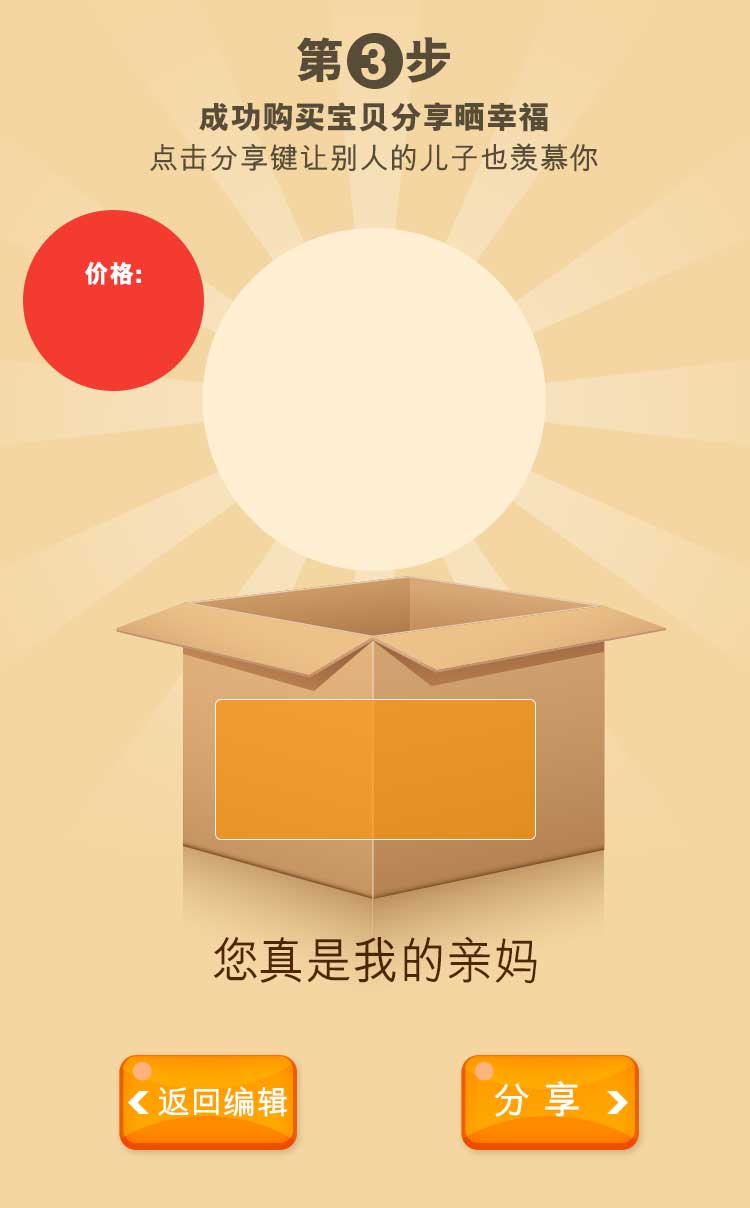 第3步
成功购买宝贝分享晒幸福
点击分享键让别人的儿子也羡慕你
价格:
您真是我的亲妈
返回编辑
分享